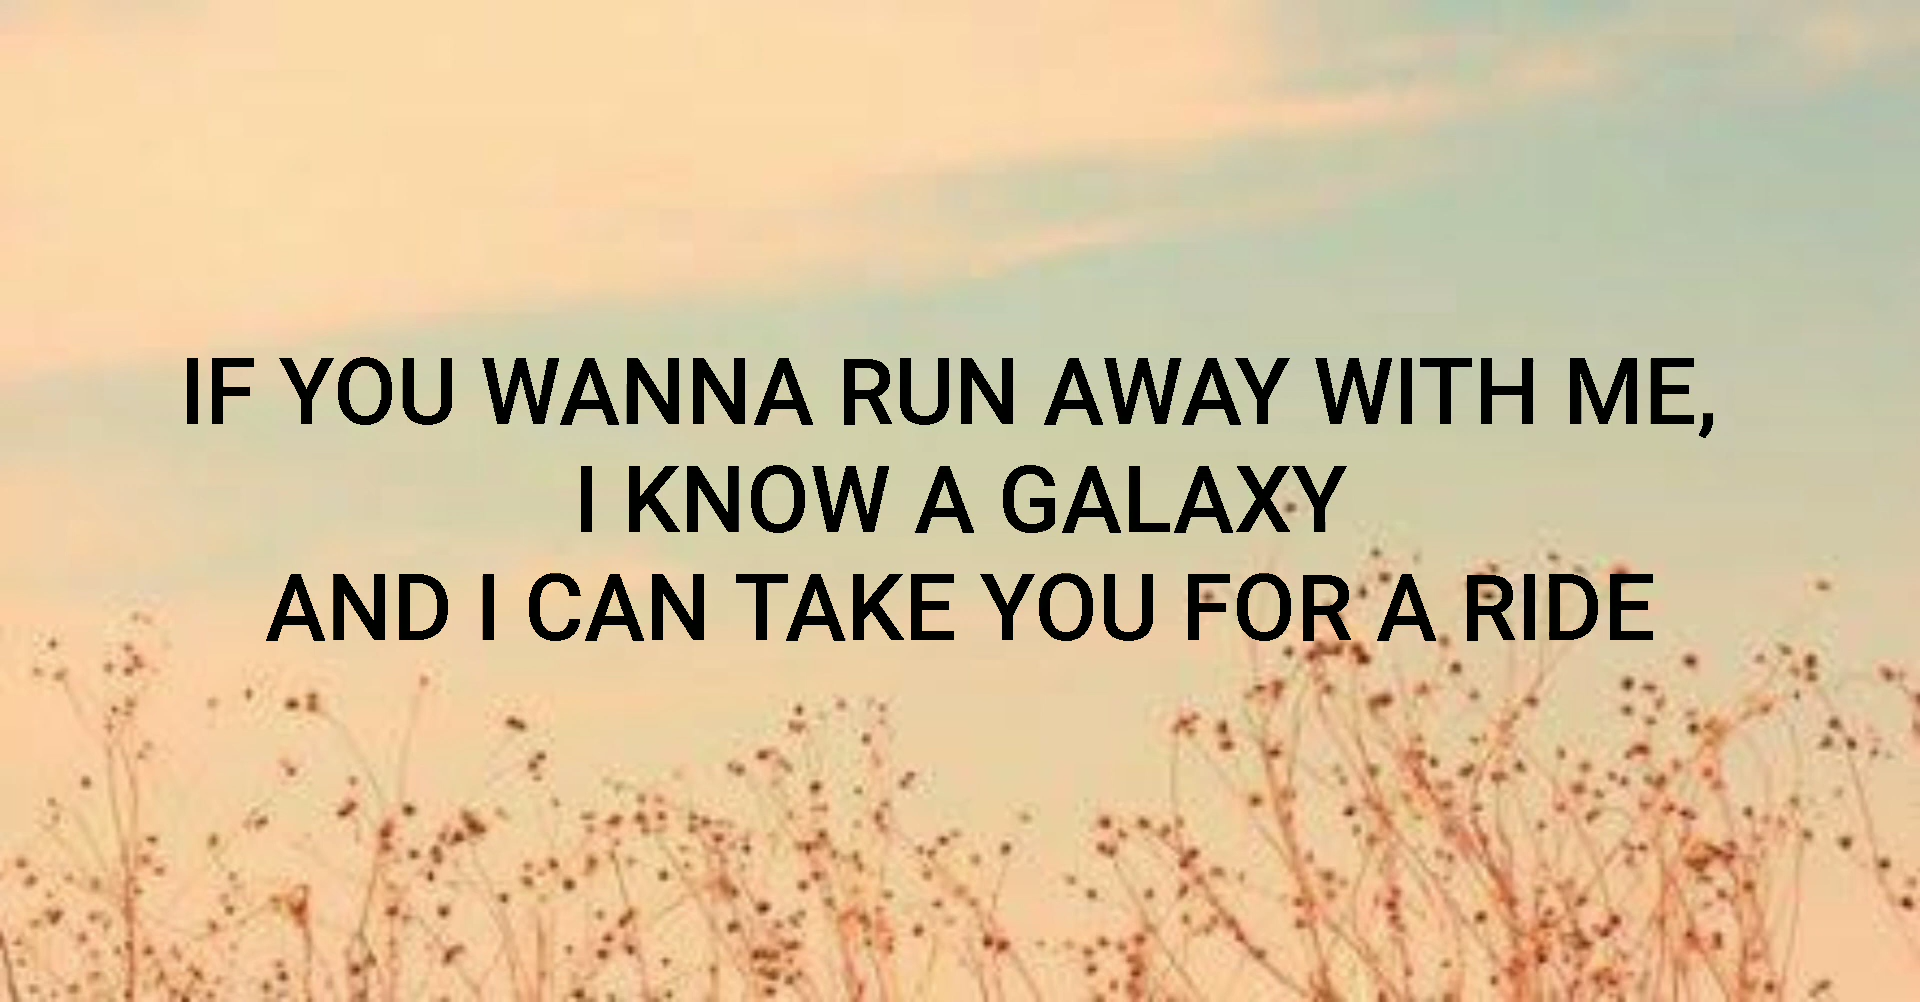 IF YOU WANNA RUN AWAY WITH ME,
I KNOW A GALAXY
AND I CAN TAKE YOU FOR A RIDE